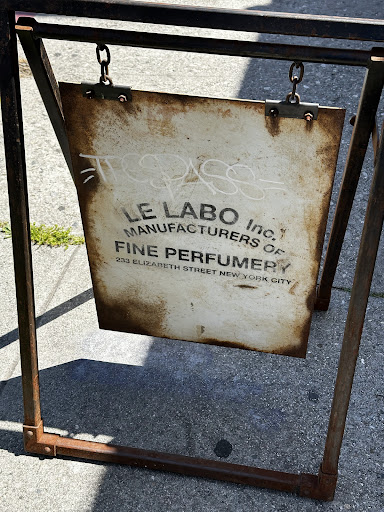 LE LABO Inc.
MANUFACTURERS OF
FINE PERFUMERY
233 ELIZABETH STREET NEW YORK CITY